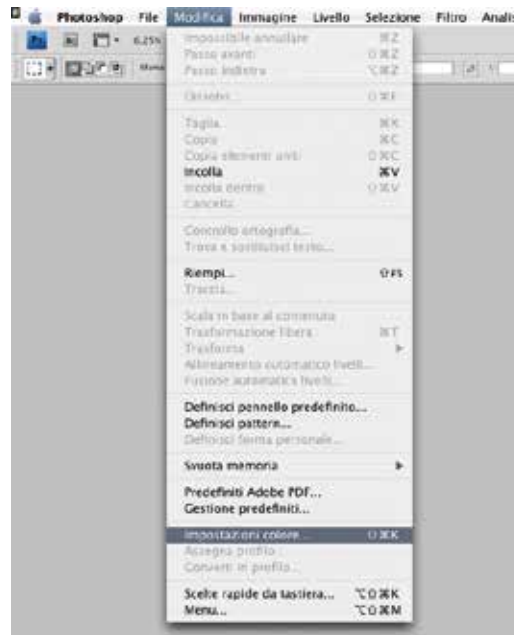 Photoshop File Modifica Immagine Livello Selezione Filtro Analis
6.25%
Impossibile annullare ⌘Z
Passo avanti ⇧⌘Z
Passo indietro ⌥⌘Z
Dissolvi... ⇧⌘F
Taglia ⌘X
Copia ⌘C
Copia elementi uniti ⇧⌘C
Incolla ⌘V
Incolla dentro ⇧⌘V
Cancella
Controllo ortografia...
Trova e sostituisci testo...
Riempi... ⇧F5
Traccia...
Scala in base al contenuto
Trasformazione libera ⌘T
Trasforma
Allineamento automatico livelli...
Fusione automatica livelli...
Definisci pennello predefinito...
Definisci pattern...
Definisci forma personale...
Svuota memoria
Predefiniti Adobe PDF...
Gestione predefiniti...
Impostazioni colore... ⇧⌘K
Assegna profilo...
Converti in profilo...
Scelte rapide da tastiera... ⌥⇧⌘K
Menu... ⌥⇧⌘M